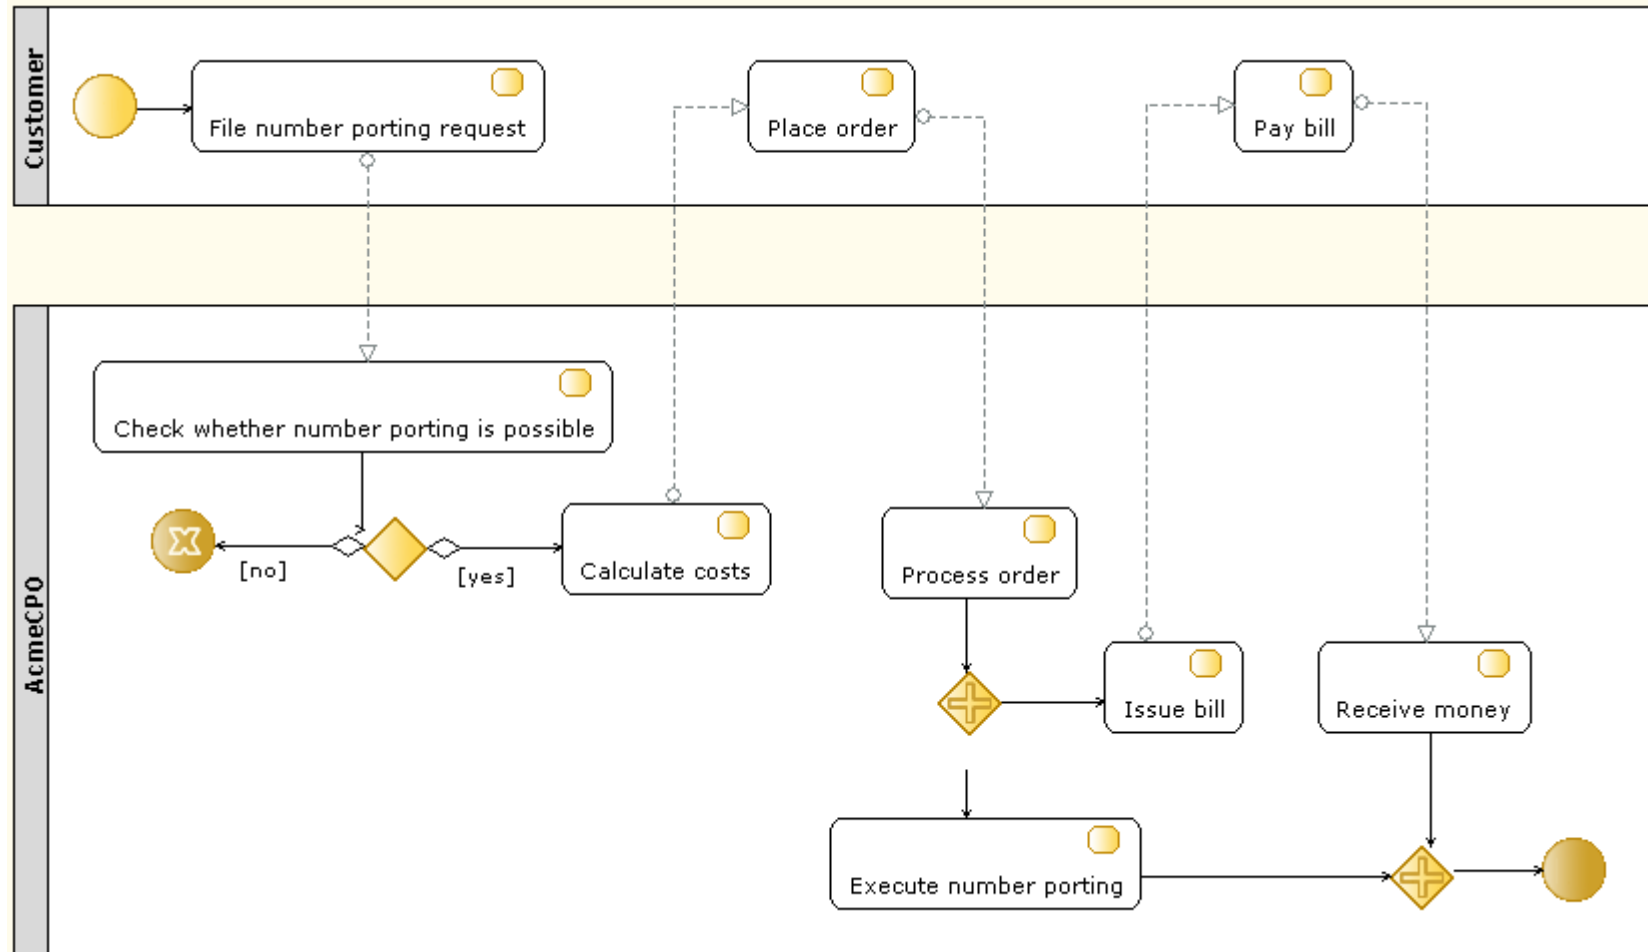 Customer
File number porting request
Place order
Pay bill
AcmeCPO
Check whether number porting is possible
[no]
[yes]
Calculate costs
Process order
Issue bill
Receive money
Execute number porting